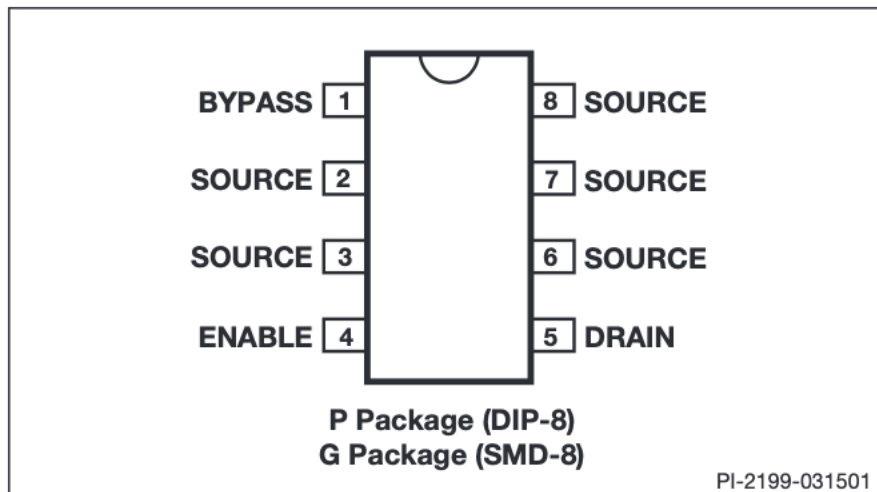 BYPASS 1 8 SOURCE
SOURCE 2 7 SOURCE
SOURCE 3 6 SOURCE
ENABLE 4 5 DRAIN
P Package (DIP-8)
G Package (SMD-8)
PI-2199-031501